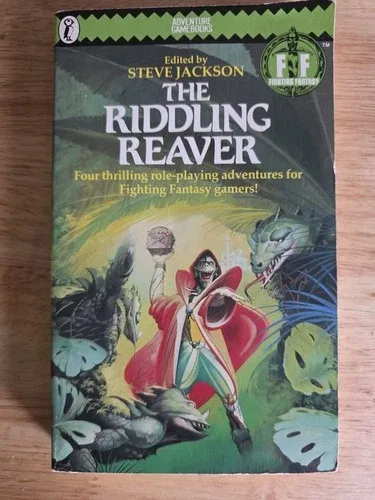 ADVENTURE
GAMEBOOKS
FF
FIGHTING FANTASY
TM
Edited by
STEVE JACKSON
THE
RIDDLING
REAVER
Four thrilling role-playing adventures for
Fighting Fantasy gamers!